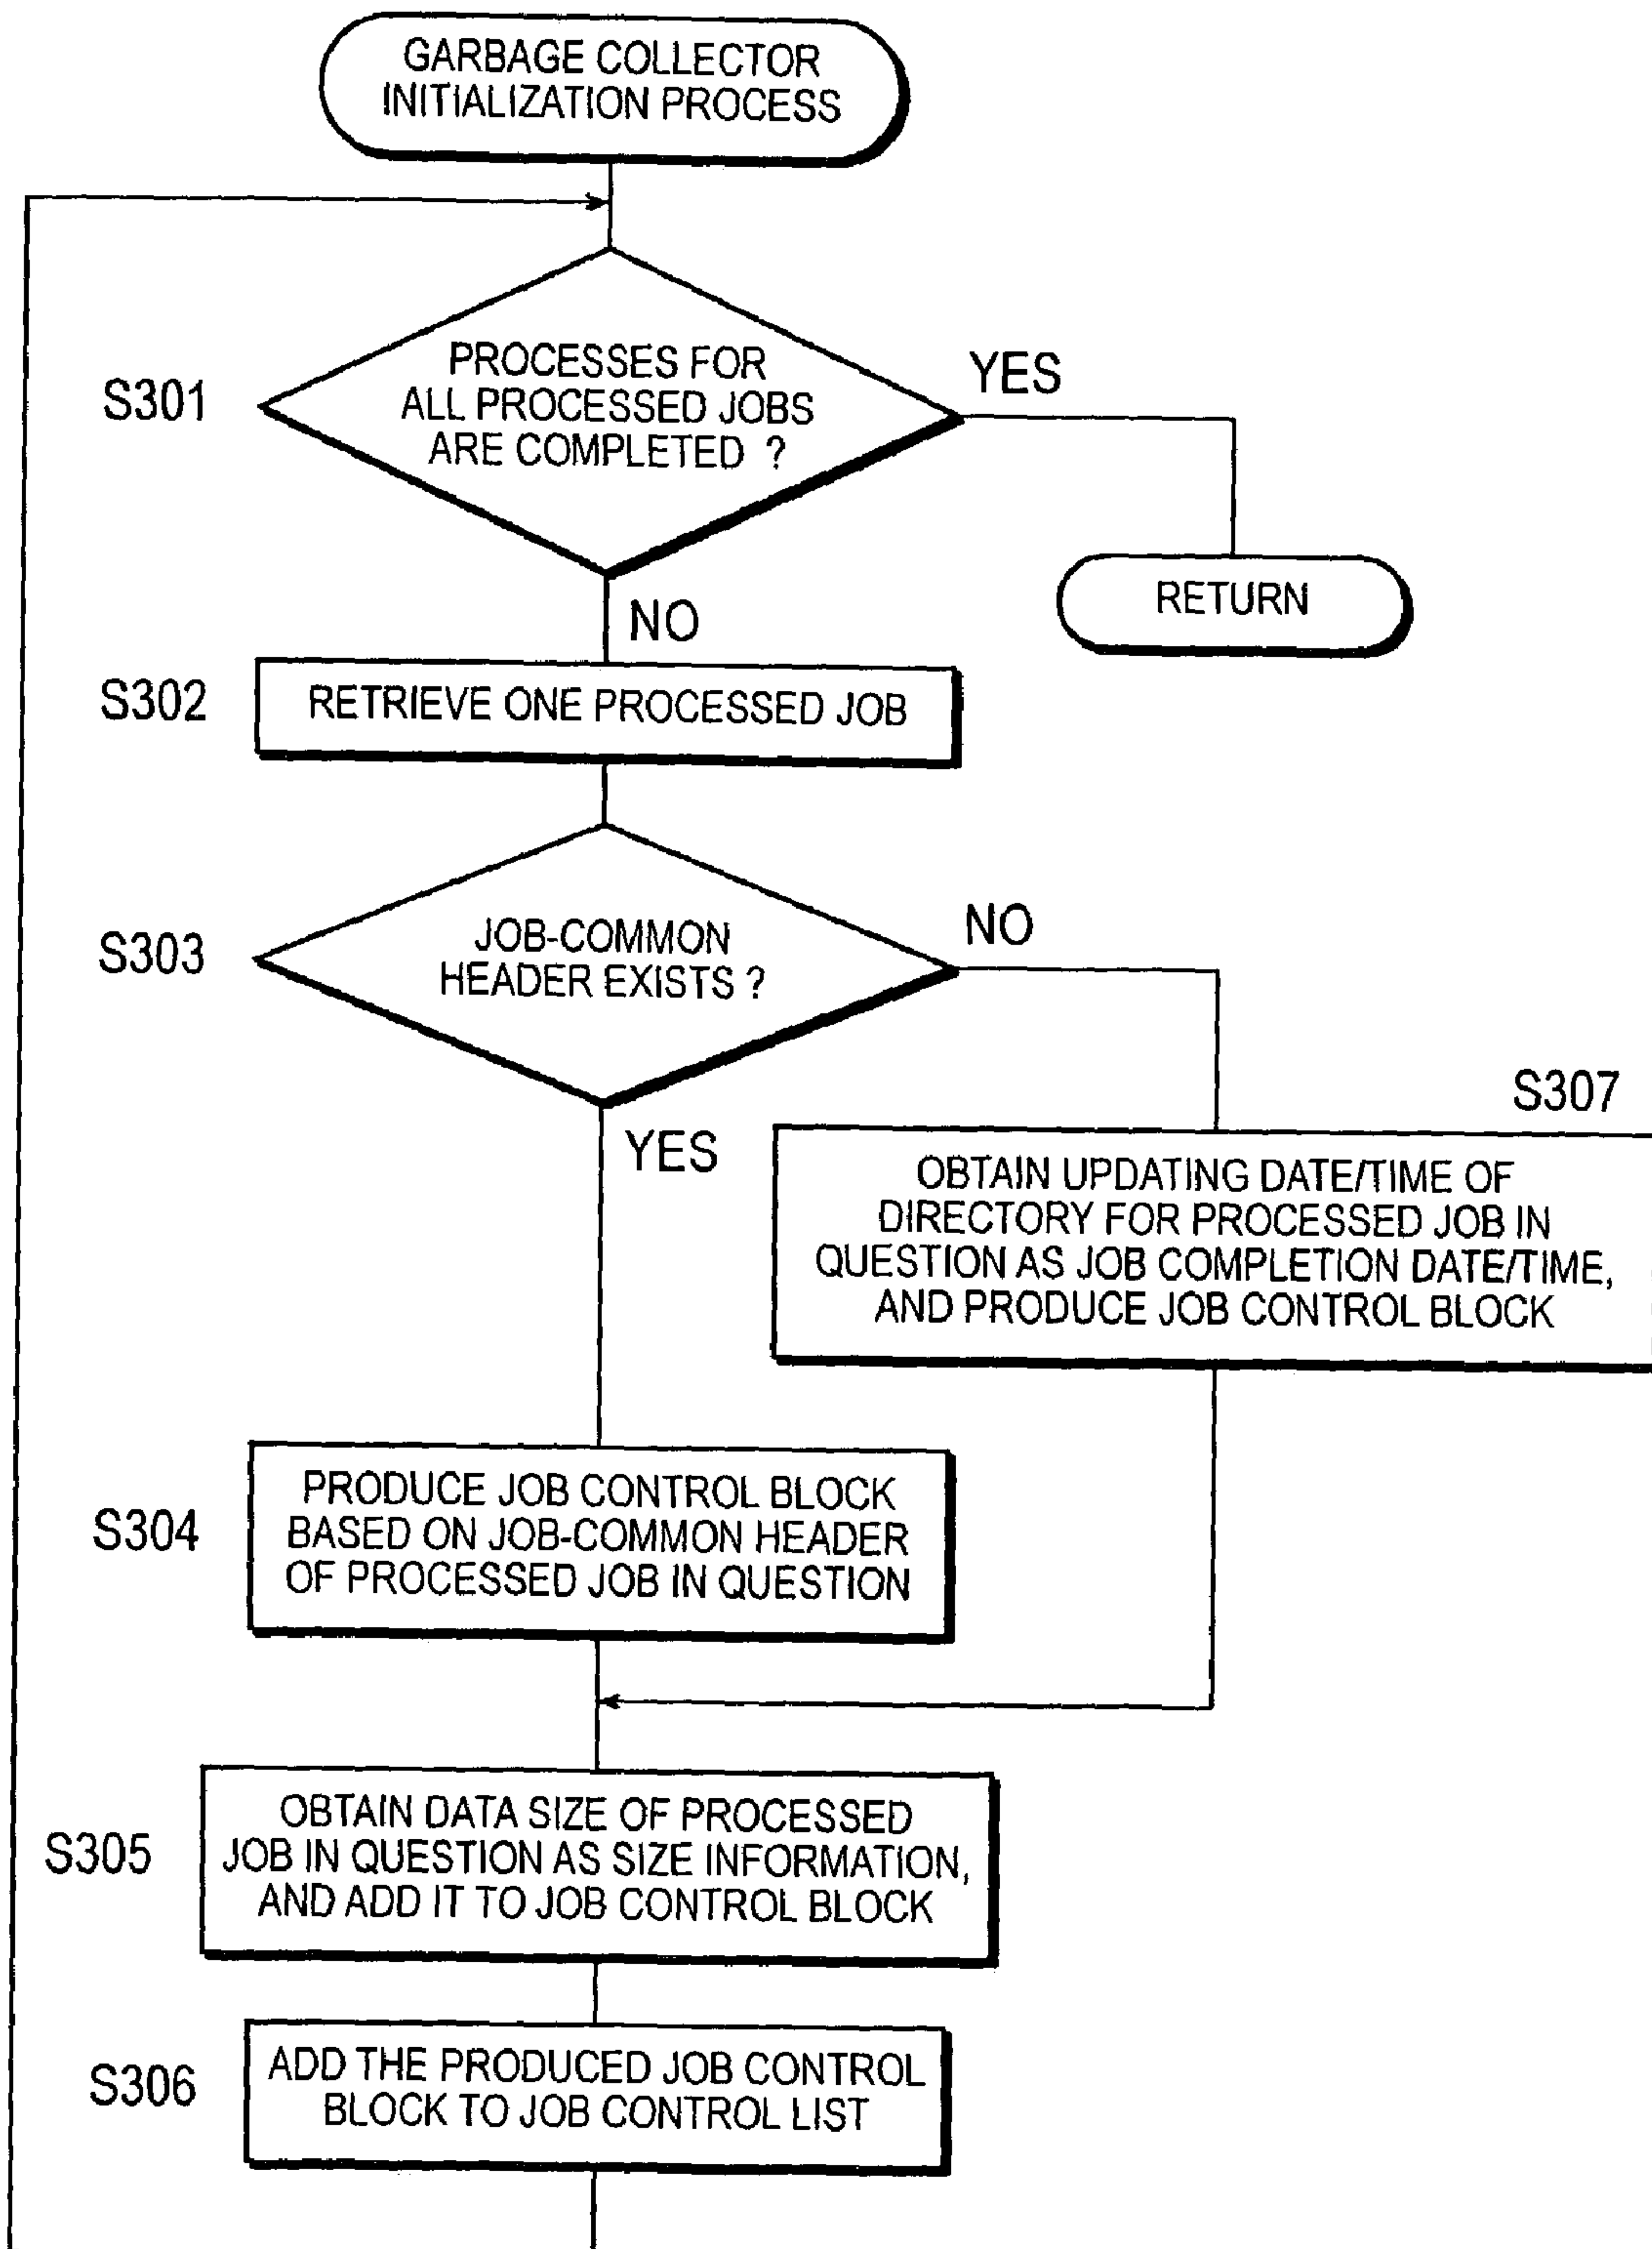 GARBAGE COLLECTOR
INITIALIZATION PROCESS
S301
PROCESSES FOR
ALL PROCESSED JOBS
ARE COMPLETED ?
YES
RETURN
NO
S302
RETRIEVE ONE PROCESSED JOB
S303
JOB-COMMON
HEADER EXISTS ?
NO
YES
S307
OBTAIN UPDATING DATE/TIME OF
DIRECTORY FOR PROCESSED JOB IN
QUESTION AS JOB COMPLETION DATE/TIME,
AND PRODUCE JOB CONTROL BLOCK
S304
PRODUCE JOB CONTROL BLOCK
BASED ON JOB-COMMON HEADER
OF PROCESSED JOB IN QUESTION
S305
OBTAIN DATA SIZE OF PROCESSED
JOB IN QUESTION AS SIZE INFORMATION,
AND ADD IT TO JOB CONTROL BLOCK
S306
ADD THE PRODUCED JOB CONTROL
BLOCK TO JOB CONTROL LIST